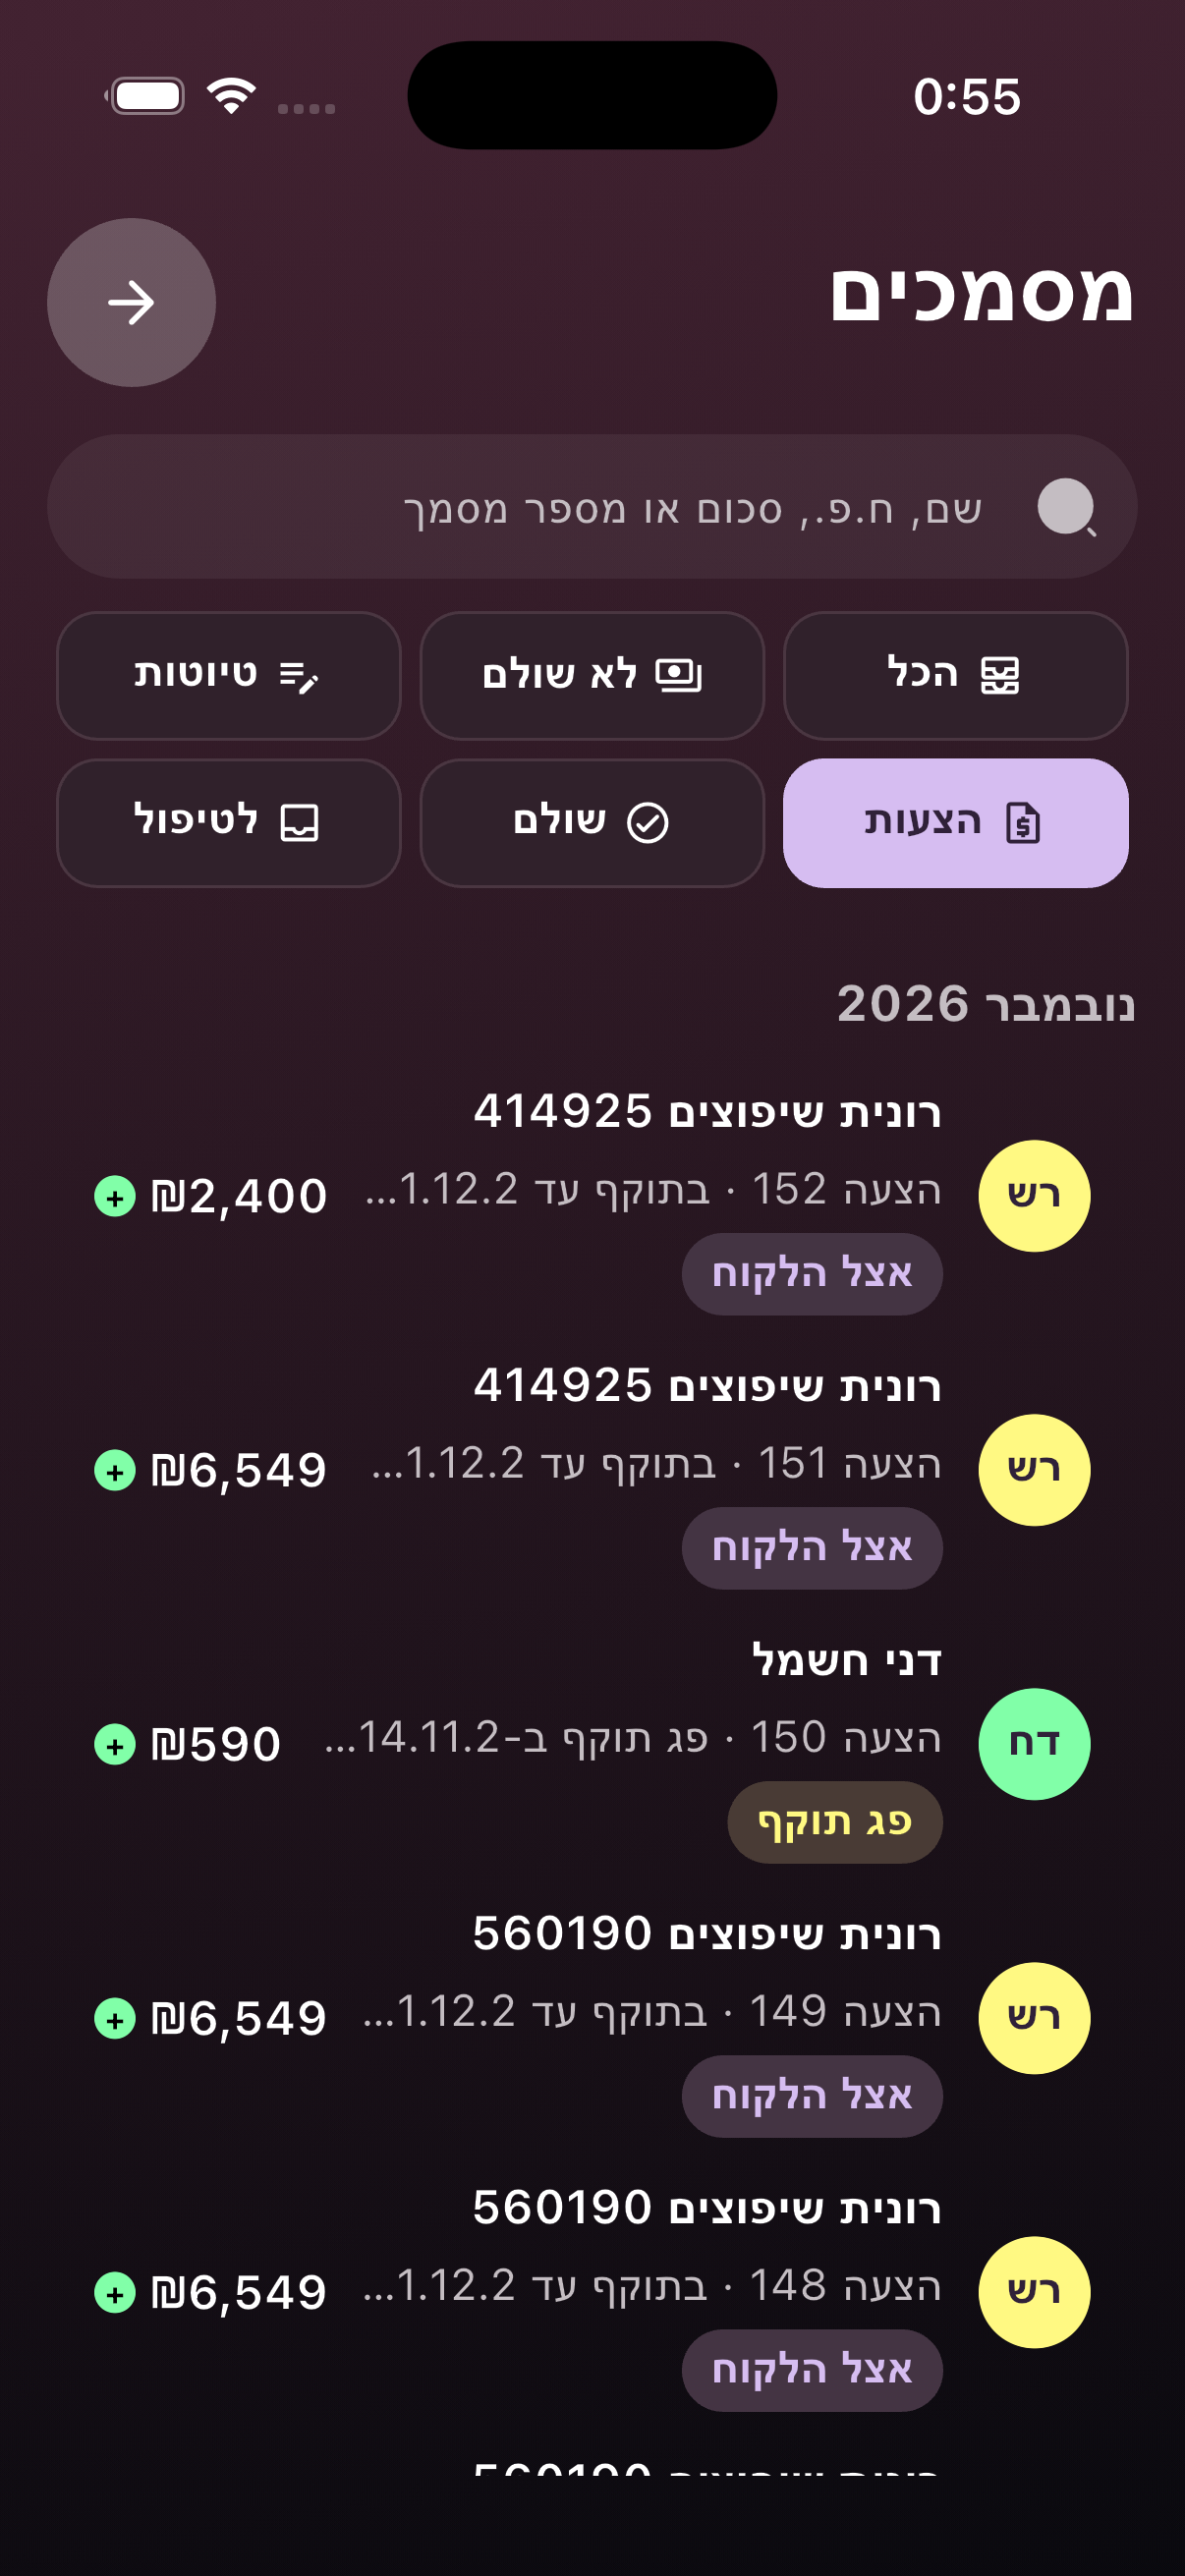 0:55
מסמכים
שם, ח.פ., סכום או מספר מסמך
הכל
לא שולם
טיוטות
הצעות
שולם
לטיפול
נובמבר 2026
רונית שיפוצים 414925
רש
הצעה 152 · בתוקף עד 1.12.2...
₪2,400
אצל הלקוח
רונית שיפוצים 414925
רש
הצעה 151 · בתוקף עד 1.12.2...
₪6,549
אצל הלקוח
דני חשמל
דח
הצעה 150 · פג תוקף ב-14.11.2...
₪590
פג תוקף
רונית שיפוצים 560190
רש
הצעה 149 · בתוקף עד 1.12.2...
₪6,549
אצל הלקוח
רונית שיפוצים 560190
רש
הצעה 148 · בתוקף עד 1.12.2...
₪6,549
אצל הלקוח
רונית שיפוצים 560190